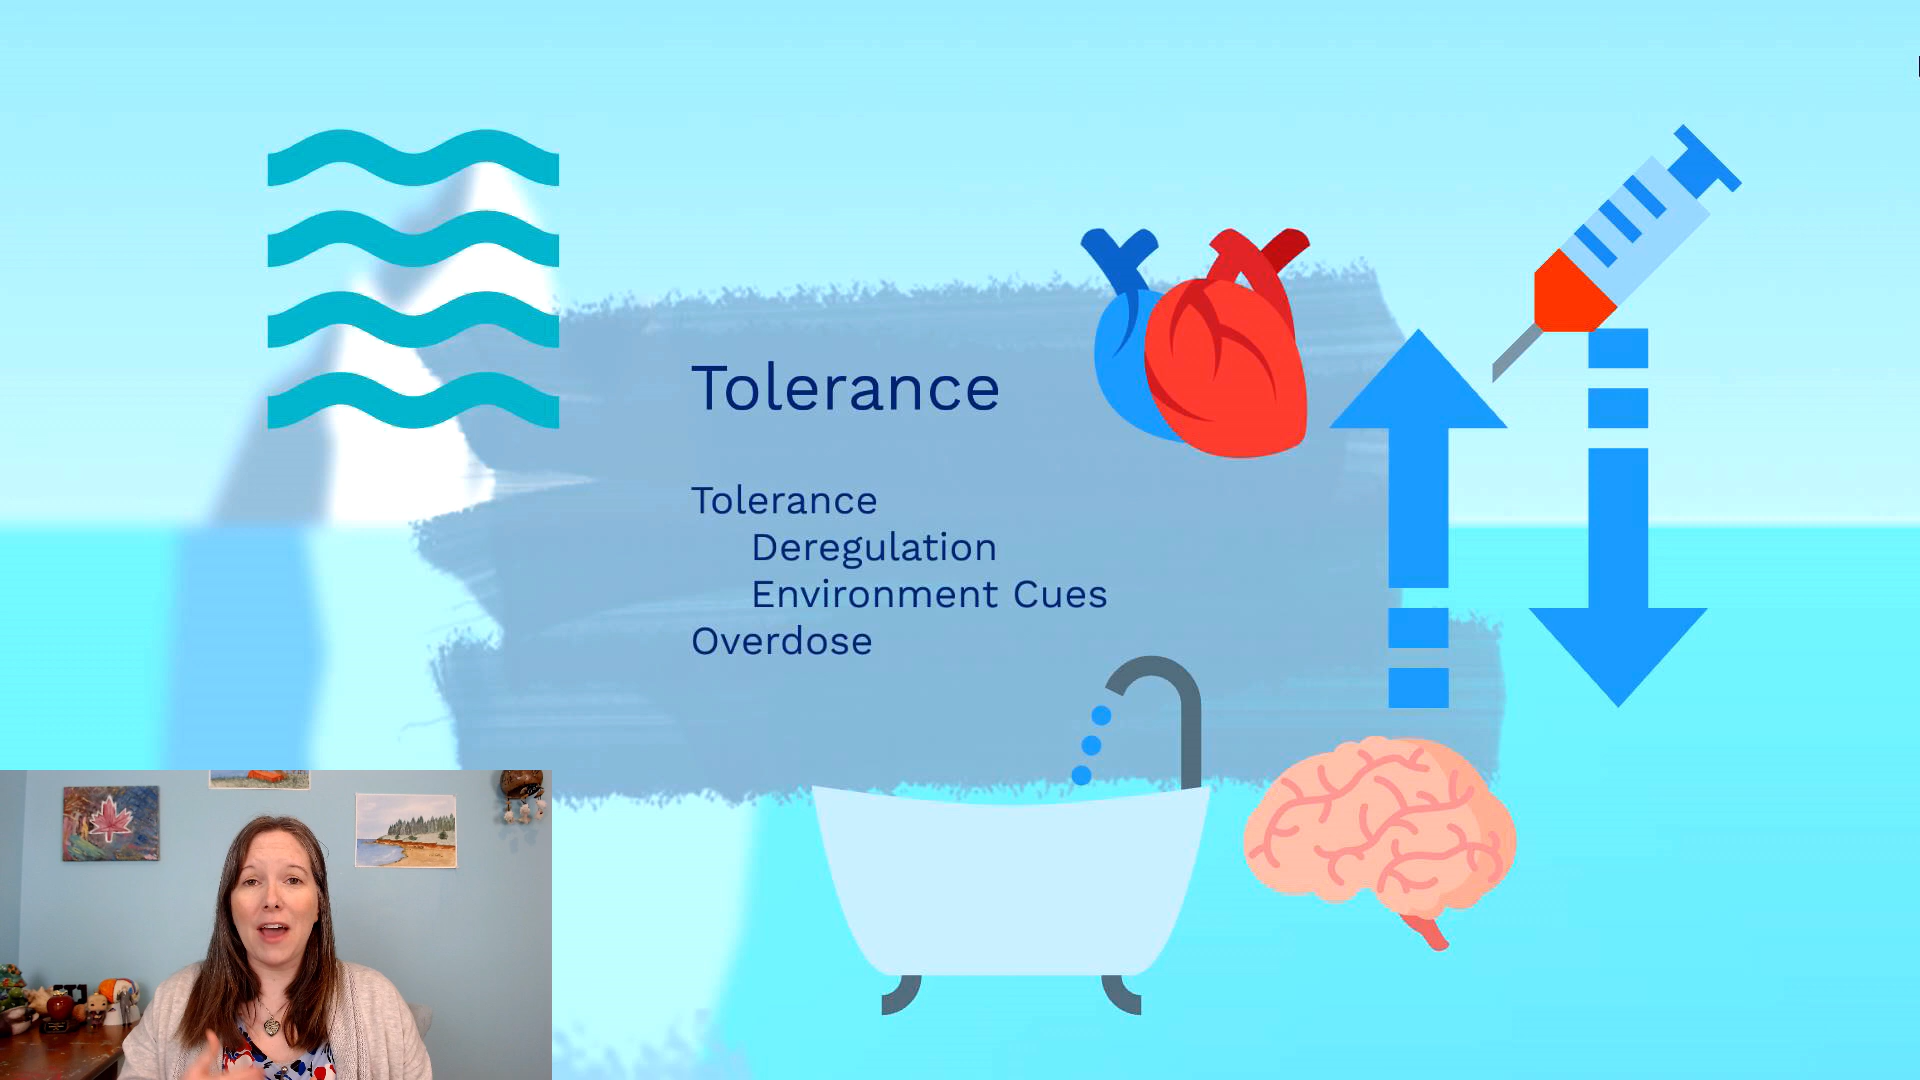 Tolerance
Tolerance
Deregulation
Environment Cues
Overdose